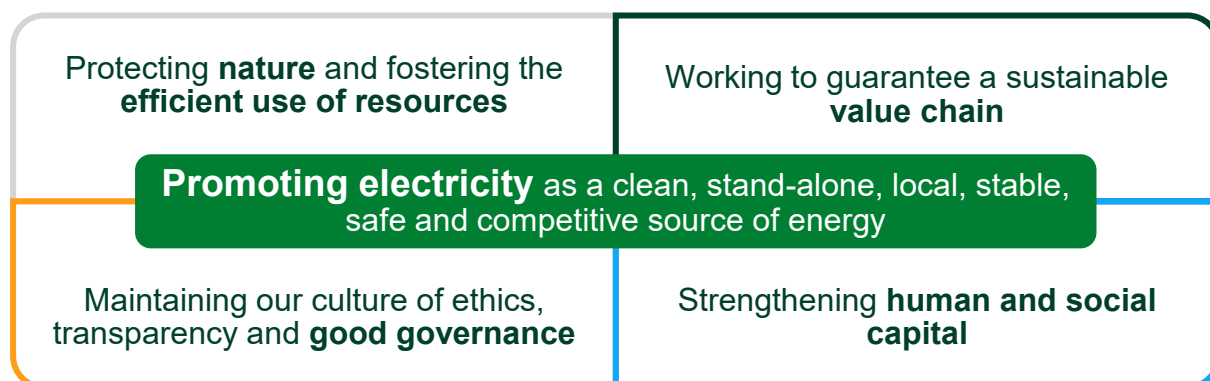 Protecting nature and fostering the
efficient use of resources
Working to guarantee a sustainable
value chain
Promoting electricity as a clean, stand-alone, local, stable,
safe and competitive source of energy
Maintaining our culture of ethics,
transparency and good governance
Strengthening human and social
capital